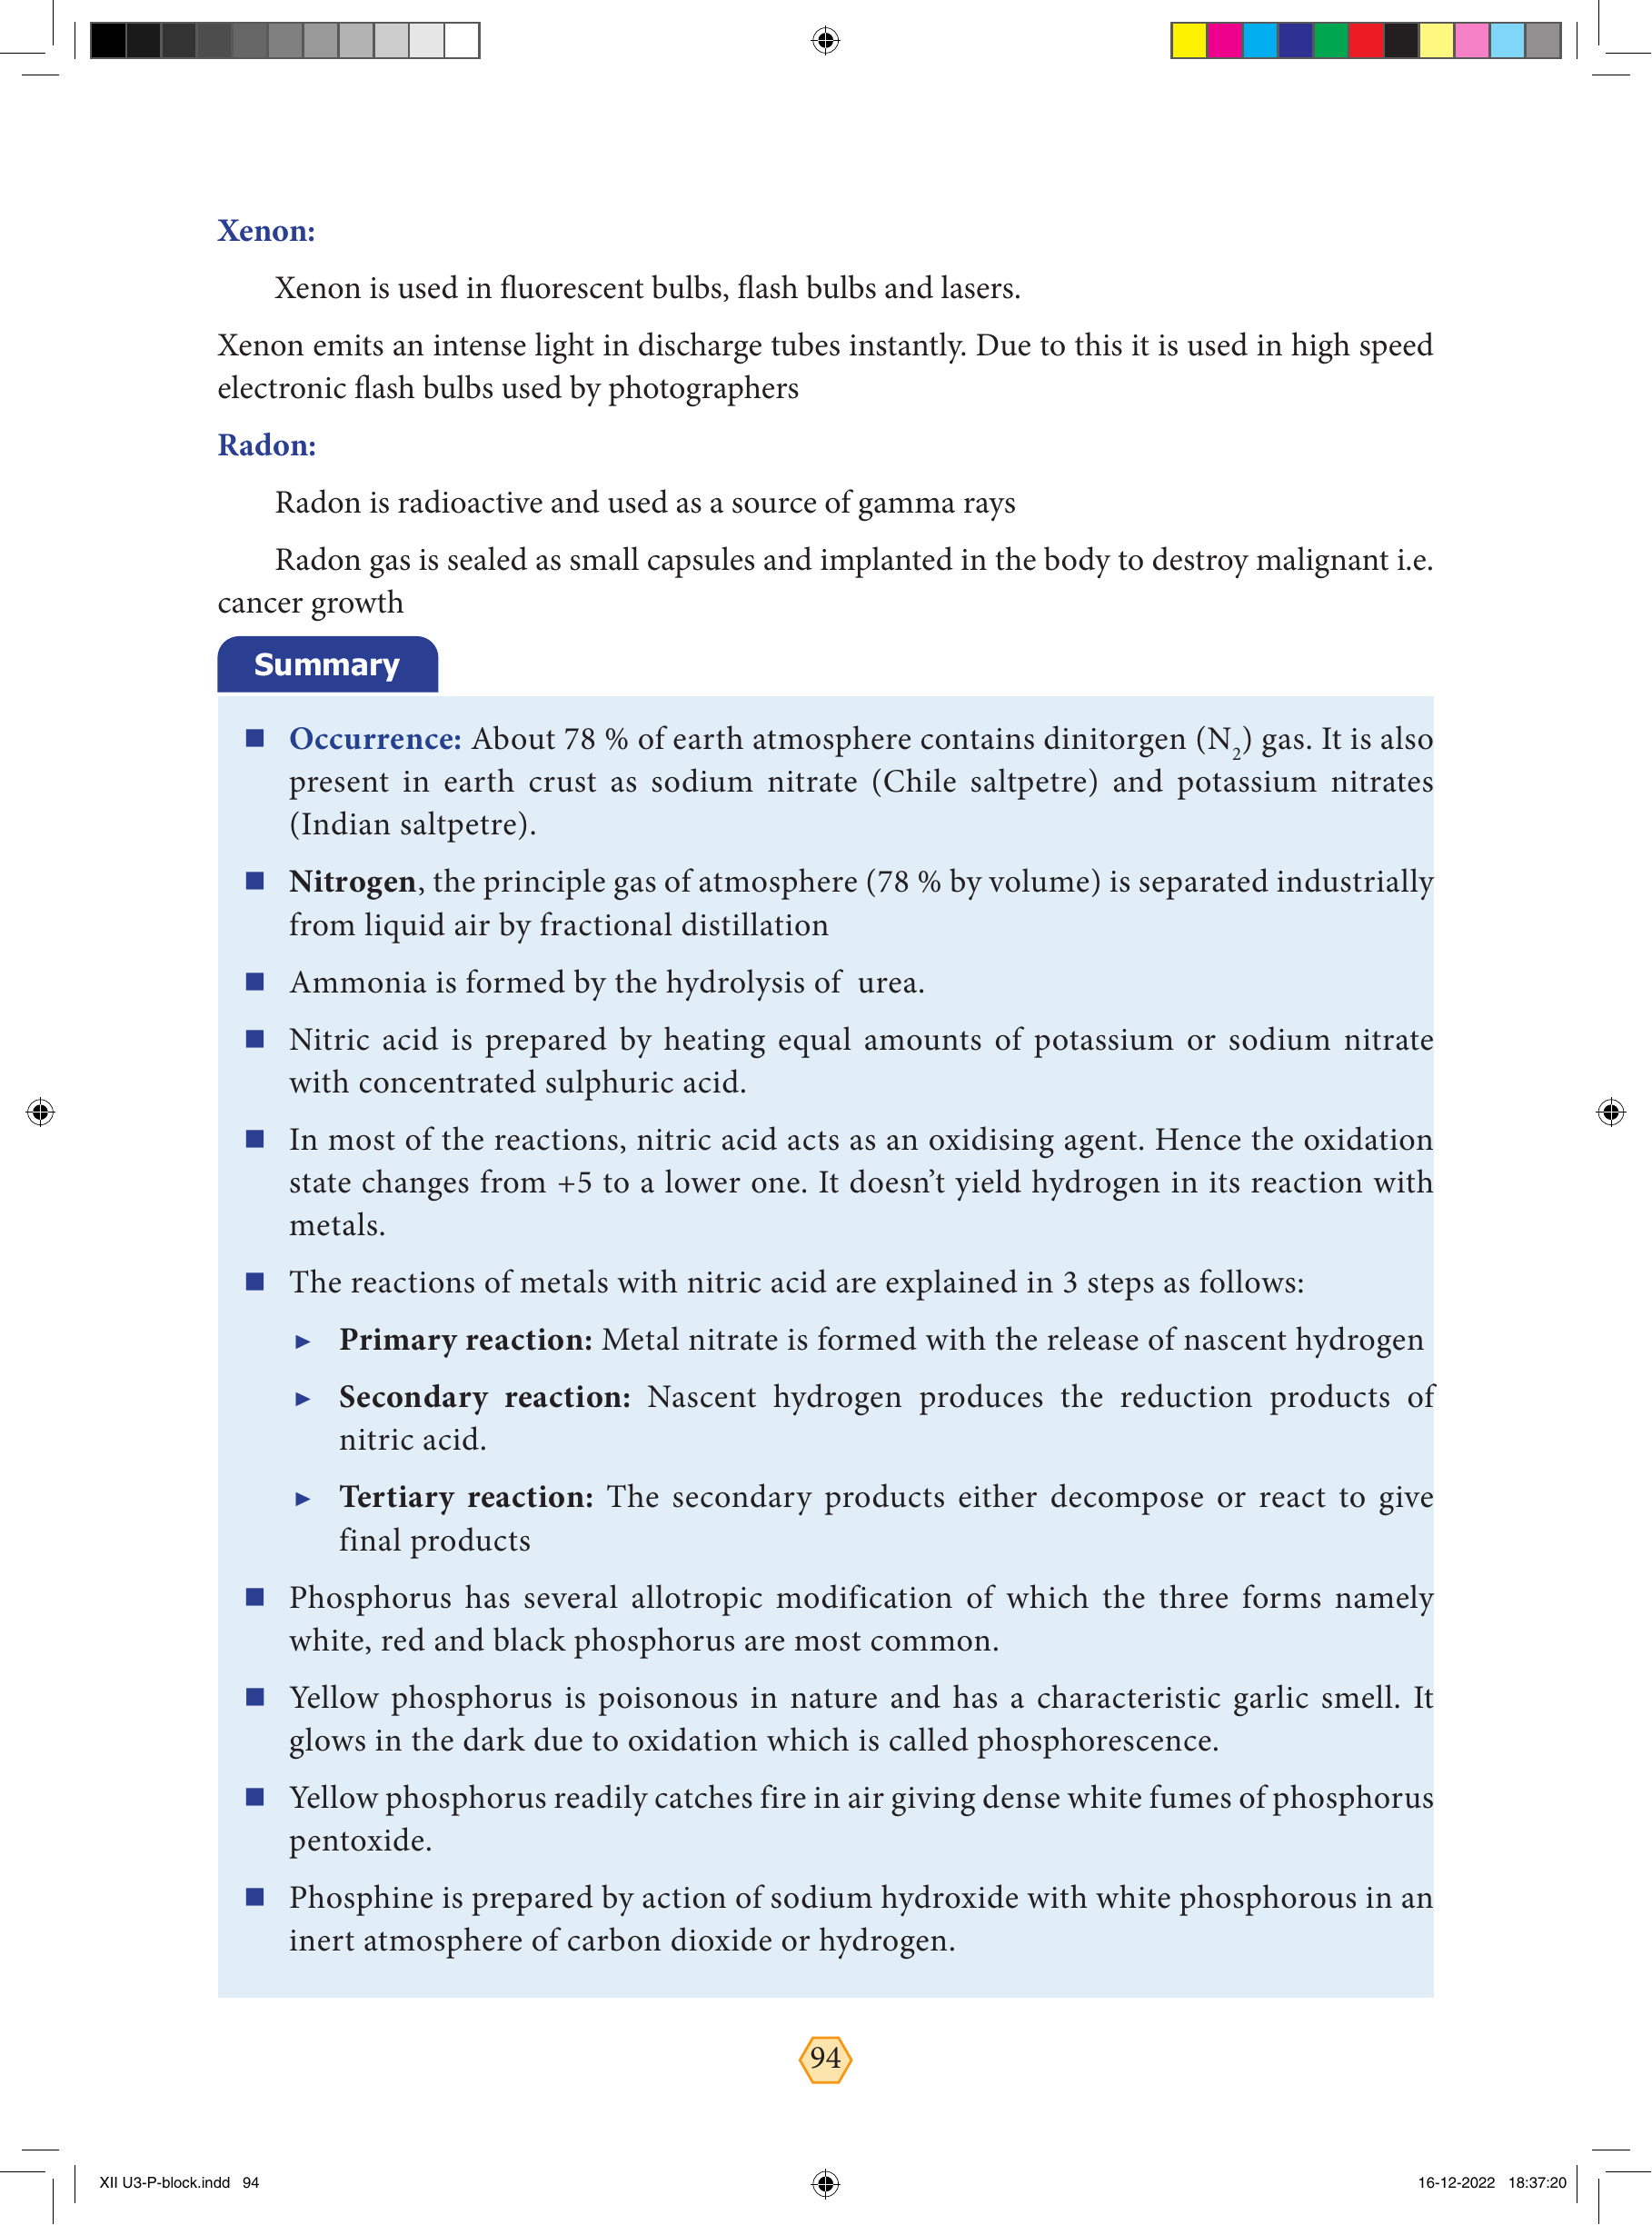 Xenon:
Xenon is used in fluorescent bulbs, flash bulbs and lasers.
Xenon emits an intense light in discharge tubes instantly. Due to this it is used in high speed
electronic flash bulbs used by photographers
Radon:
Radon is radioactive and used as a source of gamma rays
Radon gas is sealed as small capsules and implanted in the body to destroy malignant i.e.
cancer growth
Summary
■ Occurrence: About 78 % of earth atmosphere contains dinitorgen (N₂) gas. It is also
present in earth crust as sodium nitrate (Chile saltpetre) and potassium nitrates
(Indian saltpetre).
■ Nitrogen, the principle gas of atmosphere (78 % by volume) is separated industrially
from liquid air by fractional distillation
■ Ammonia is formed by the hydrolysis of  urea.
■ Nitric acid is prepared by heating equal amounts of potassium or sodium nitrate
with concentrated sulphuric acid.
■ In most of the reactions, nitric acid acts as an oxidising agent. Hence the oxidation
state changes from +5 to a lower one. It doesn’t yield hydrogen in its reaction with
metals.
■ The reactions of metals with nitric acid are explained in 3 steps as follows:
► Primary reaction: Metal nitrate is formed with the release of nascent hydrogen
► Secondary reaction: Nascent hydrogen produces the reduction products of
nitric acid.
► Tertiary reaction: The secondary products either decompose or react to give
final products
■ Phosphorus has several allotropic modification of which the three forms namely
white, red and black phosphorus are most common.
■ Yellow phosphorus is poisonous in nature and has a characteristic garlic smell. It
glows in the dark due to oxidation which is called phosphorescence.
■ Yellow phosphorus readily catches fire in air giving dense white fumes of phosphorus
pentoxide.
■ Phosphine is prepared by action of sodium hydroxide with white phosphorous in an
inert atmosphere of carbon dioxide or hydrogen.
94
XII U3-P-block.indd   94
16-12-2022   18:37:20